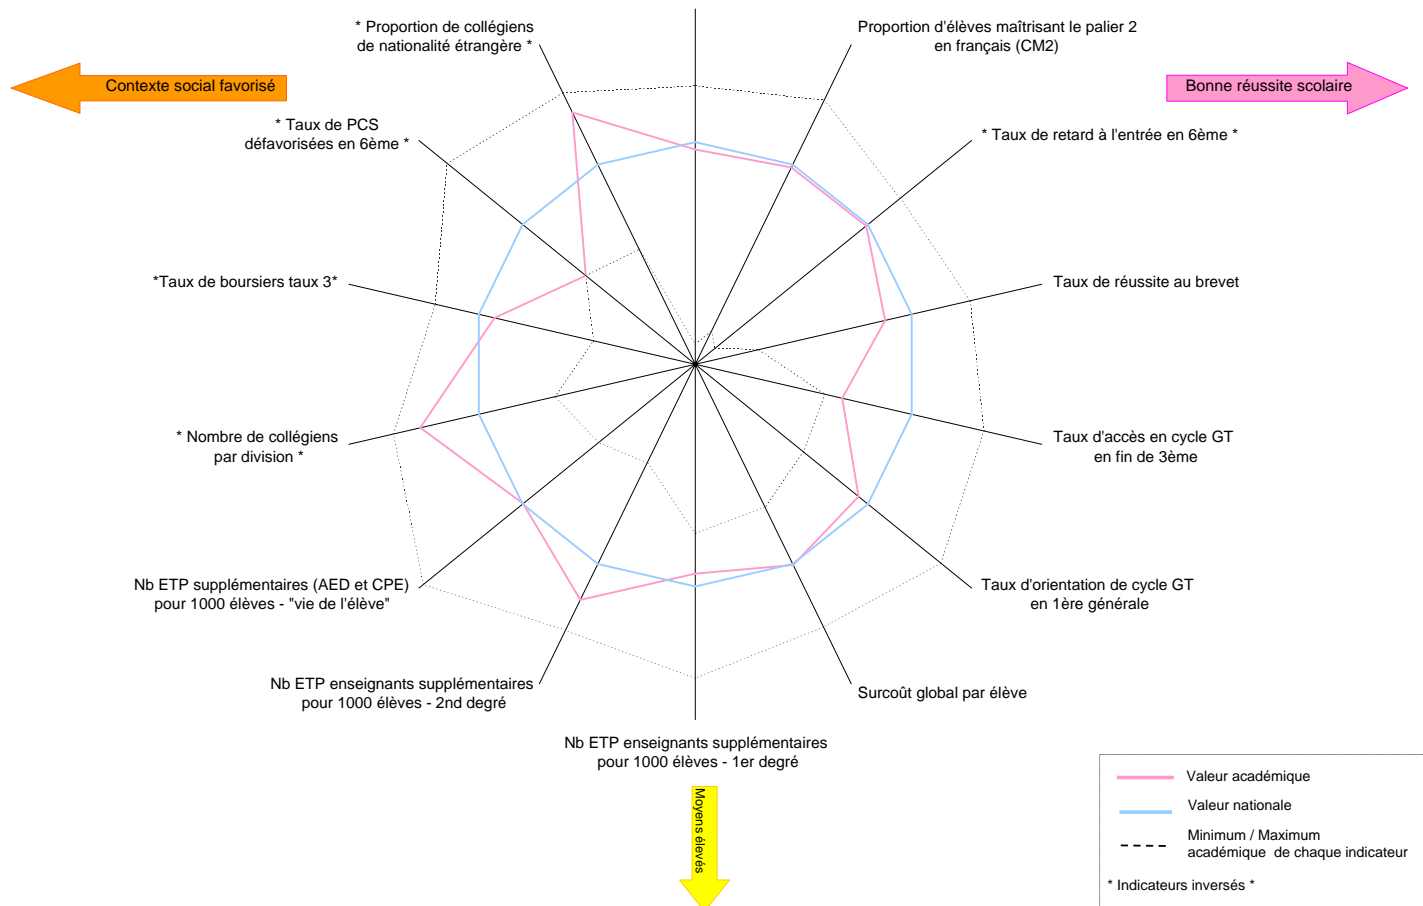 * Proportion de collégiens
de nationalité étrangère *
Proportion d'élèves maîtrisant le palier 2
en français (CM2)
Contexte social favorisé
Bonne réussite scolaire
* Taux de PCS
défavorisées en 6ème *
* Taux de retard à l'entrée en 6ème *
*Taux de boursiers taux 3*
Taux de réussite au brevet
* Nombre de collégiens
par division *
Taux d'accès en cycle GT
en fin de 3ème
Nb ETP supplémentaires (AED et CPE)
pour 1000 élèves - "vie de l'élève"
Taux d'orientation de cycle GT
en 1ère générale
Nb ETP enseignants supplémentaires
pour 1000 élèves - 2nd degré
Surcoût global par élève
Nb ETP enseignants supplémentaires
pour 1000 élèves - 1er degré
Moyens élevés
Valeur académique
Valeur nationale
Minimum / Maximum
académique de chaque indicateur
* Indicateurs inversés *